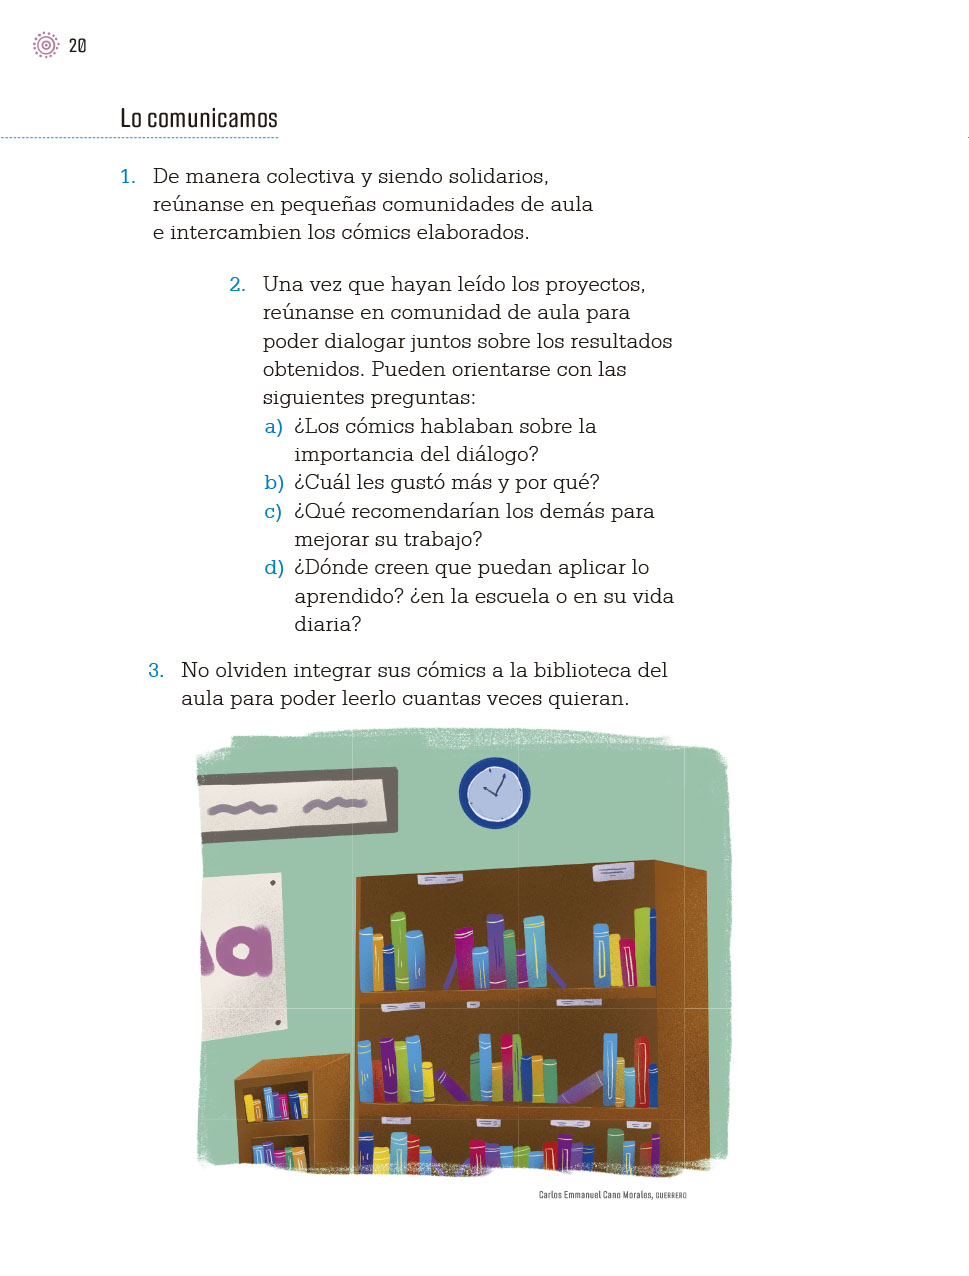 20
Lo comunicamos
1. De manera colectiva y siendo solidarios,
reúnanse en pequeñas comunidades de aula
e intercambien los cómics elaborados.
2. Una vez que hayan leído los proyectos,
reúnanse en comunidad de aula para
poder dialogar juntos sobre los resultados
obtenidos. Pueden orientarse con las
siguientes preguntas:
a) ¿Los cómics hablaban sobre la
importancia del diálogo?
b) ¿Cuál les gustó más y por qué?
c) ¿Qué recomendarían los demás para
mejorar su trabajo?
d) ¿Dónde creen que puedan aplicar lo
aprendido? ¿en la escuela o en su vida
diaria?
3. No olviden integrar sus cómics a la biblioteca del
aula para poder leerlo cuantas veces quieran.
a
Carlos Emmanuel Cano Morales, GUERRERO